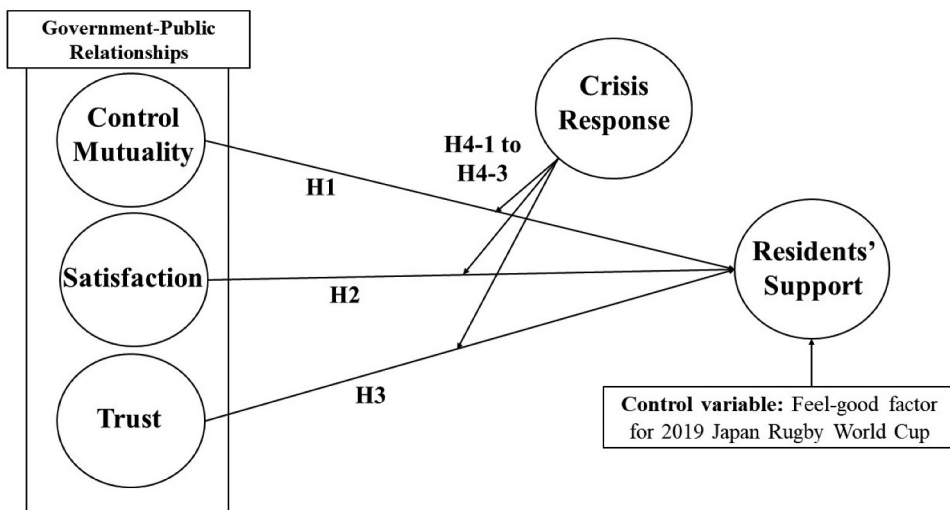 Government-Public
Relationships
Control
Mutuality
Satisfaction
Trust
H1
H2
H3
H4-1 to
H4-3
Crisis
Response
Residents’
Support
Control variable: Feel-good factor
for 2019 Japan Rugby World Cup